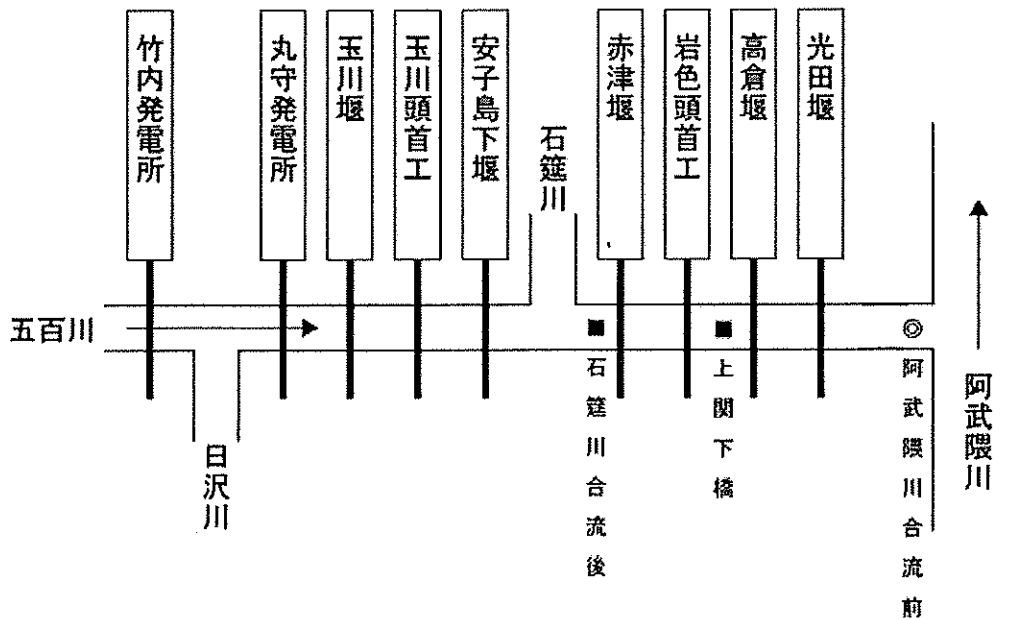 竹内発電所
丸守発電所
玉川堰
玉川頭首工
安子島下堰
石筵川
赤津堰
岩色頭首工
高倉堰
光田堰
五百川
日沢川
石筵川合流後
上関下橋
阿武隈川合流前
阿武隈川